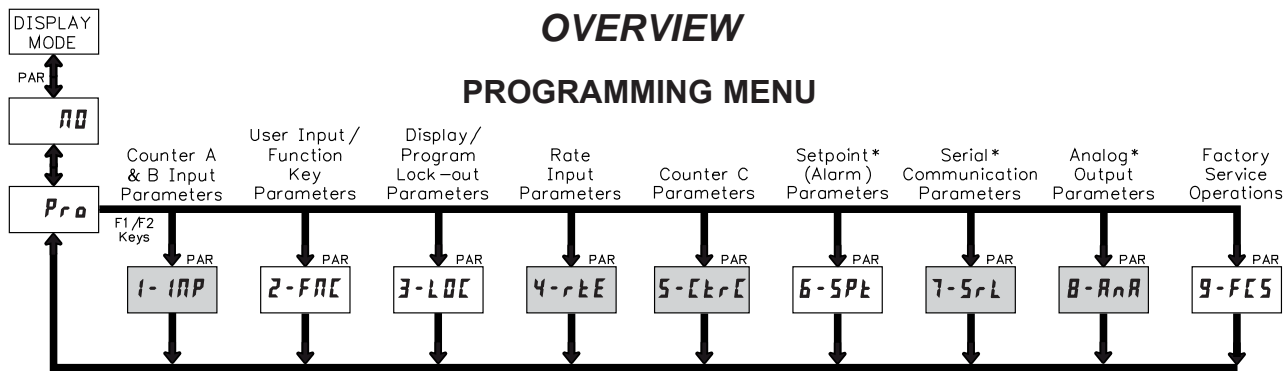 OVERVIEW
PROGRAMMING MENU
DISPLAY
MODE
PAR
NO
Pro
F1/F2
Keys
Counter A
& B Input
Parameters
PAR
1-INP
User Input/
Function
Key
Parameters
PAR
2-FNC
Display/
Program
Lock-out
Parameters
PAR
3-LOC
Rate
Input
Parameters
PAR
4-rtE
Counter C
Parameters
PAR
5-CtrC
Setpoint*
(Alarm)
Parameters
PAR
6-SPt
Serial*
Communication
Parameters
PAR
7-SrL
Analog*
Output
Parameters
PAR
8-AnA
Factory
Service
Operations
PAR
9-FCS